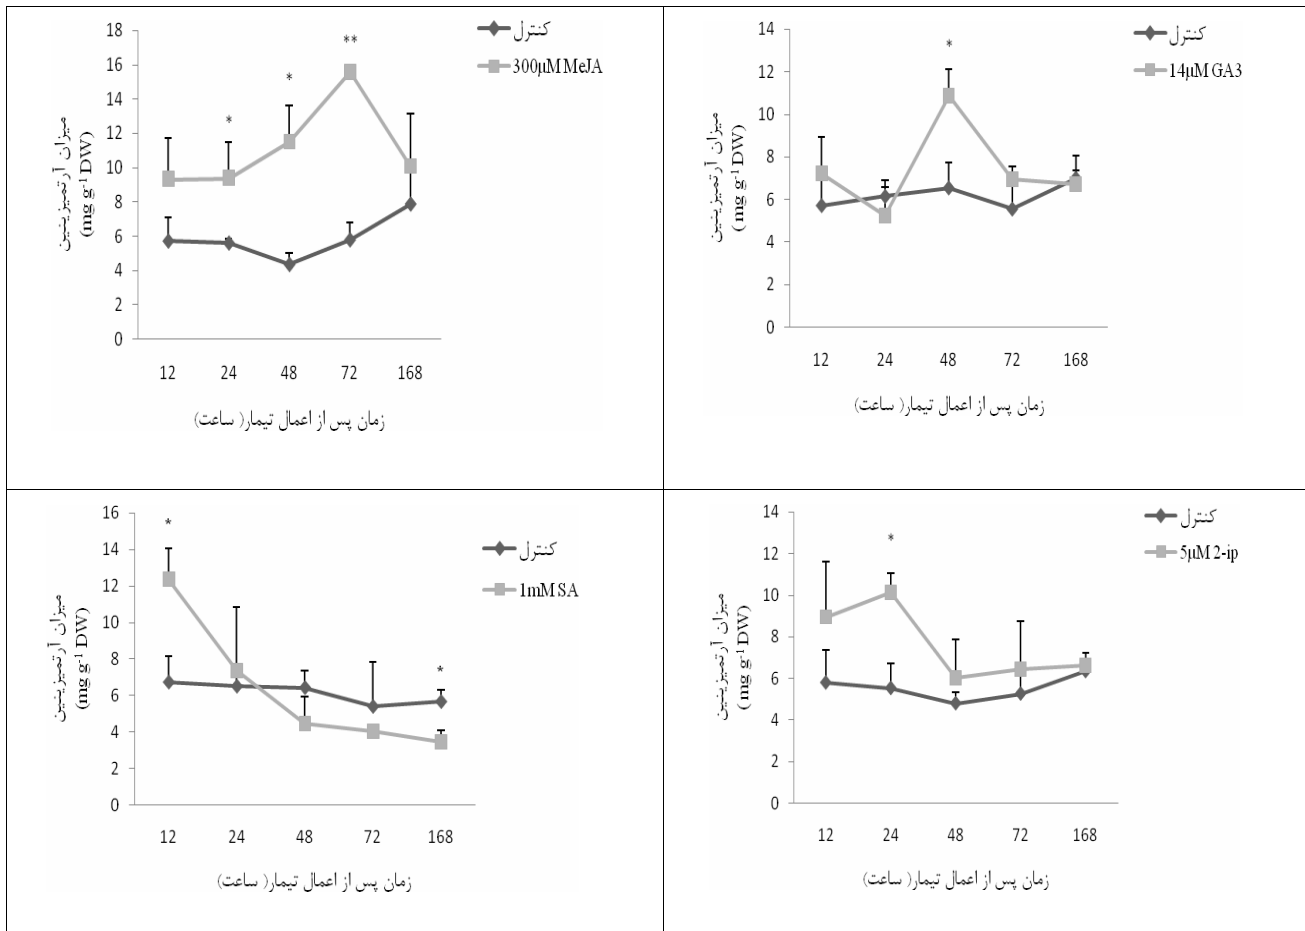 18
16
14
12
10
8
6
4
2
0
**
*
*
کنترل
300µM MeJA
میزان آرتمیزینین
(mg g-1 DW)
12 24 48 72 168
زمان پس از اعمال تیمار( ساعت)
14
12
10
8
6
4
2
0
*
کنترل
14µM GA3
میزان آرتمیزینین
( mg g-1 DW)
12 24 48 72 168
زمان پس از اعمال تیمار( ساعت)
16
14
12
10
8
6
4
2
0
*
*
کنترل
1mM SA
میزان آرتمیزینین
(mg g-1 DW)
12 24 48 72 168
زمان پس از اعمال تیمار( ساعت)
14
12
10
8
6
4
2
0
*
کنترل
5µM 2-ip
میزان آرتمیزینین
( mg g-1 DW)
12 24 48 72 168
زمان پس از اعمال تیمار( ساعت)